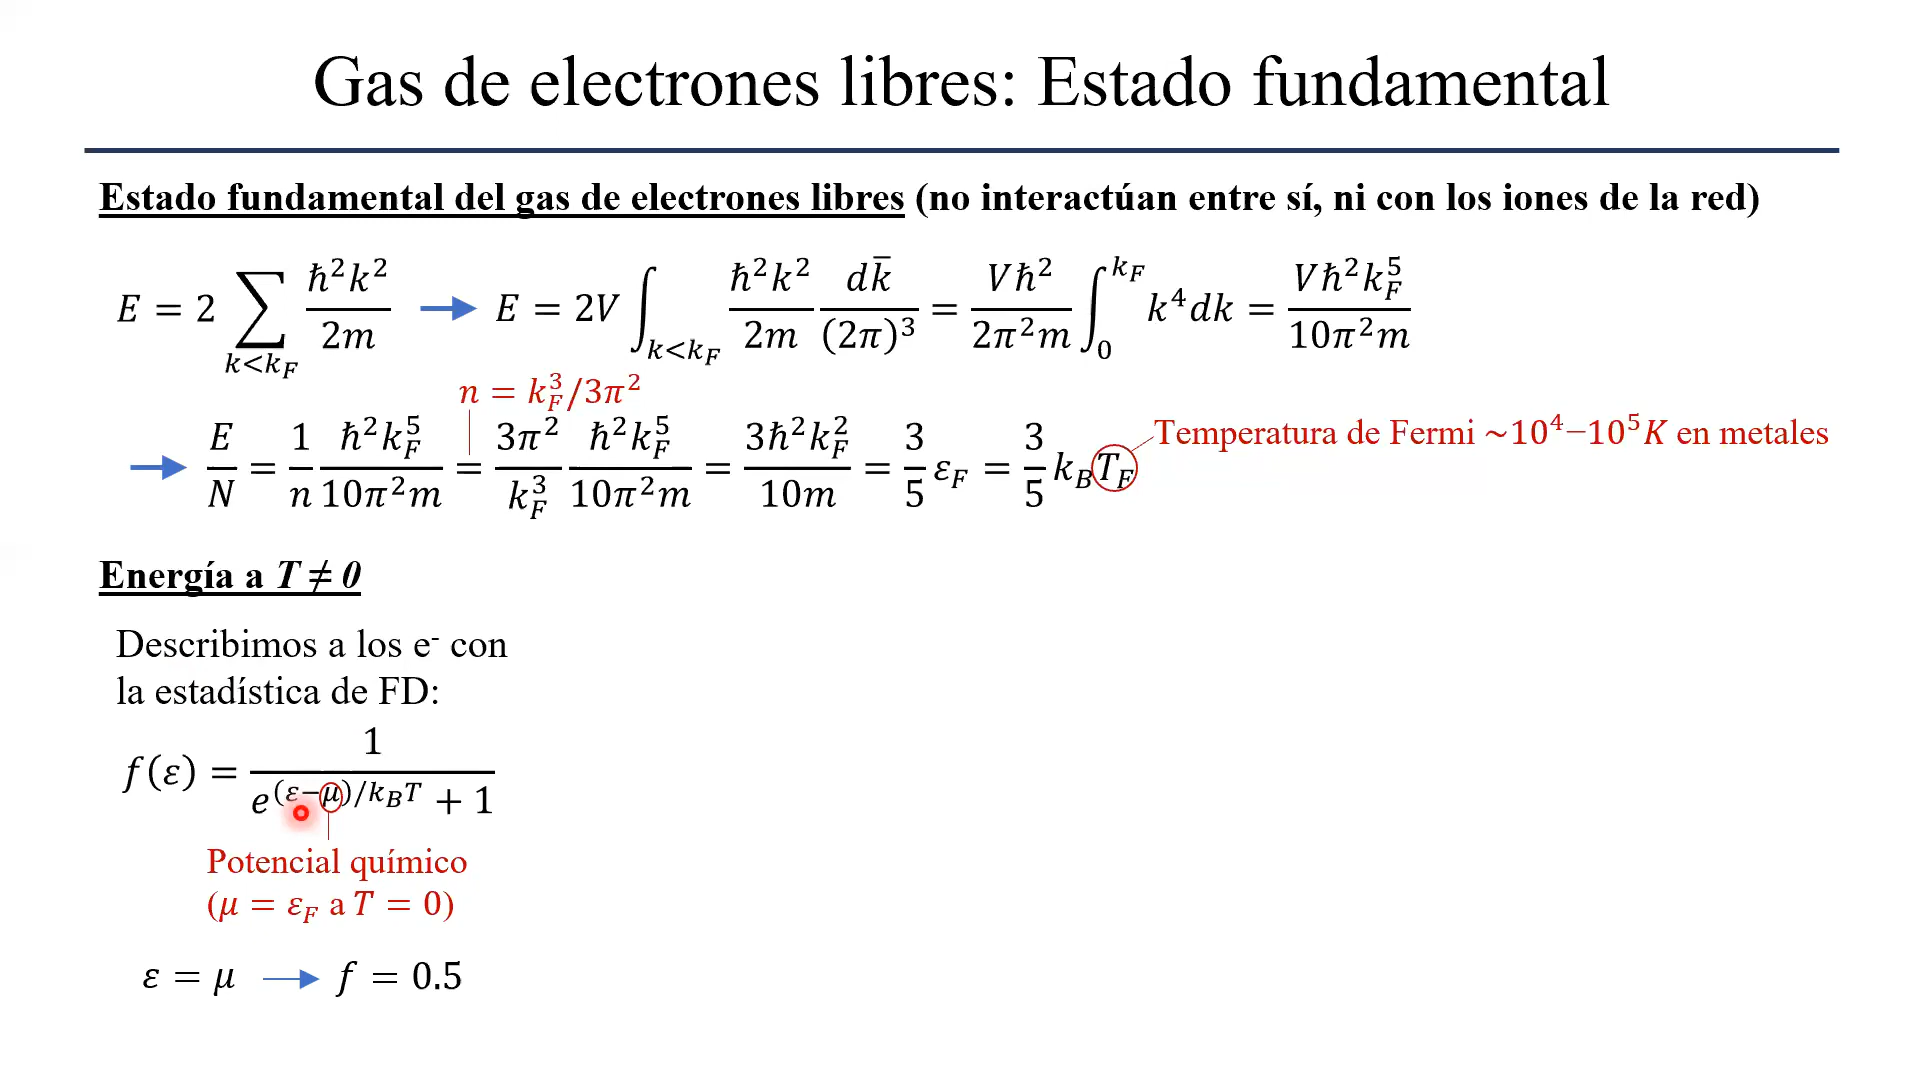 Gas de electrones libres: Estado fundamental
Estado fundamental del gas de electrones libres (no interactúan entre sí, ni con los iones de la red)
E = 2 ∑_{k<k_F} ħ²k²/2m → E = 2V ∫_{k<k_F} ħ²k²/2m dk̄/(2π)³ = Vħ²/2π²m ∫₀^{k_F} k⁴dk = Vħ²k_F⁵/10π²m
n = k_F³/3π²
→ E/N = 1/n ħ²k_F⁵/10π²m = 3π²/k_F³ ħ²k_F⁵/10π²m = 3ħ²k_F²/10m = 3/5 ε_F = 3/5 k_B T_F
Temperatura de Fermi ~10⁴−10⁵K en metales
Energía a T ≠ 0
Describimos a los e⁻ con
la estadística de FD:
f(ε) = 1/(e^{(ε−μ)/k_BT} + 1)
Potencial químico
(μ = ε_F a T = 0)
ε = μ → f = 0.5